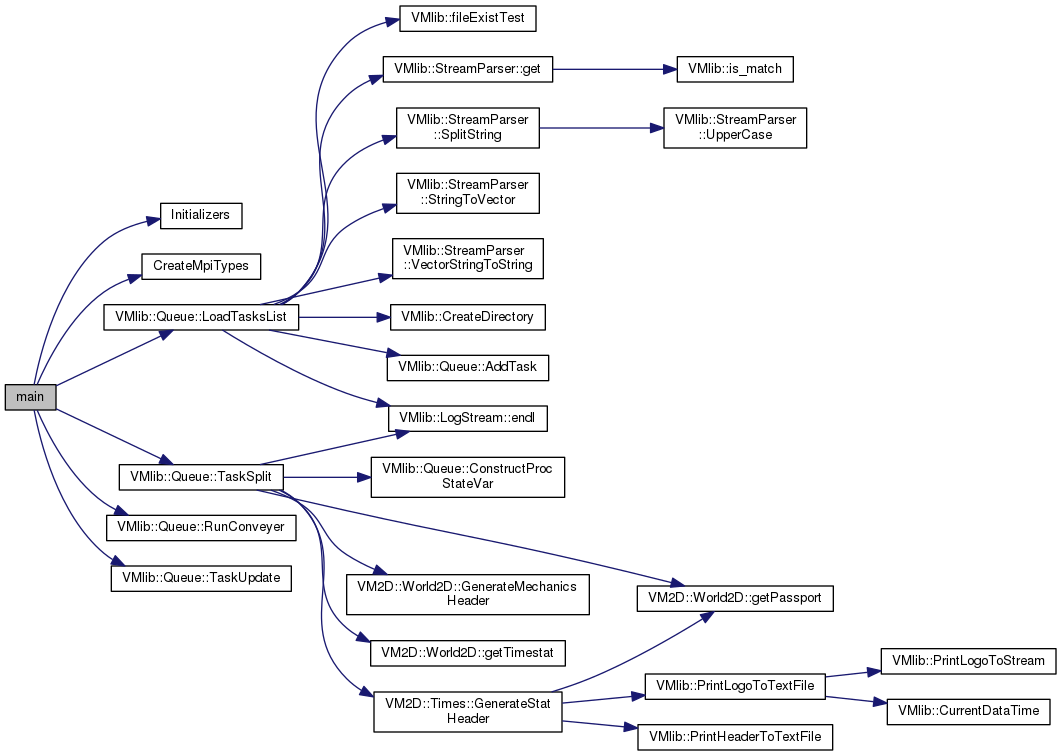 main
Initializers
CreateMpiTypes
VMlib::Queue::LoadTasksList
VMlib::fileExistTest
VMlib::StreamParser::get
VMlib::is_match
VMlib::StreamParser
::SplitString
VMlib::StreamParser
::UpperCase
VMlib::StreamParser
::StringToVector
VMlib::StreamParser
::VectorStringToString
VMlib::CreateDirectory
VMlib::Queue::AddTask
VMlib::LogStream::endl
VMlib::Queue::TaskSplit
VMlib::Queue::ConstructProc
StateVar
VM2D::World2D::GenerateMechanics
Header
VM2D::World2D::getPassport
VM2D::World2D::getTimestat
VM2D::Times::GenerateStat
Header
VMlib::PrintLogoToTextFile
VMlib::PrintLogoToStream
VMlib::CurrentDataTime
VMlib::PrintHeaderToTextFile
VMlib::Queue::RunConveyer
VMlib::Queue::TaskUpdate